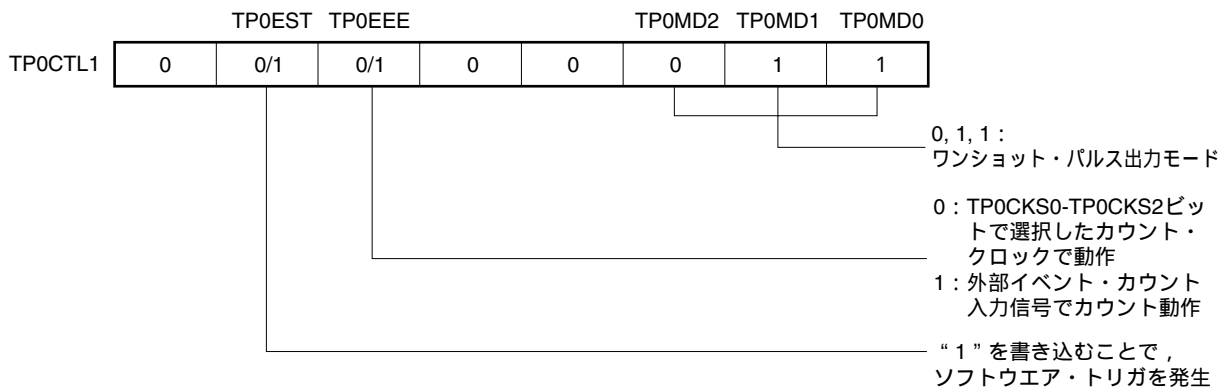 TP0EST TP0EEE TP0MD2 TP0MD1 TP0MD0
TP0CTL1 0 0/1 0/1 0 0 0 1 1
0, 1, 1：
ワンショット・パルス出力モード
0：TP0CKS0-TP0CKS2ビッ
トで選択したカウント・
クロックで動作
1：外部イベント・カウント
入力信号でカウント動作
“1”を書き込むことで，
ソフトウエア・トリガを発生